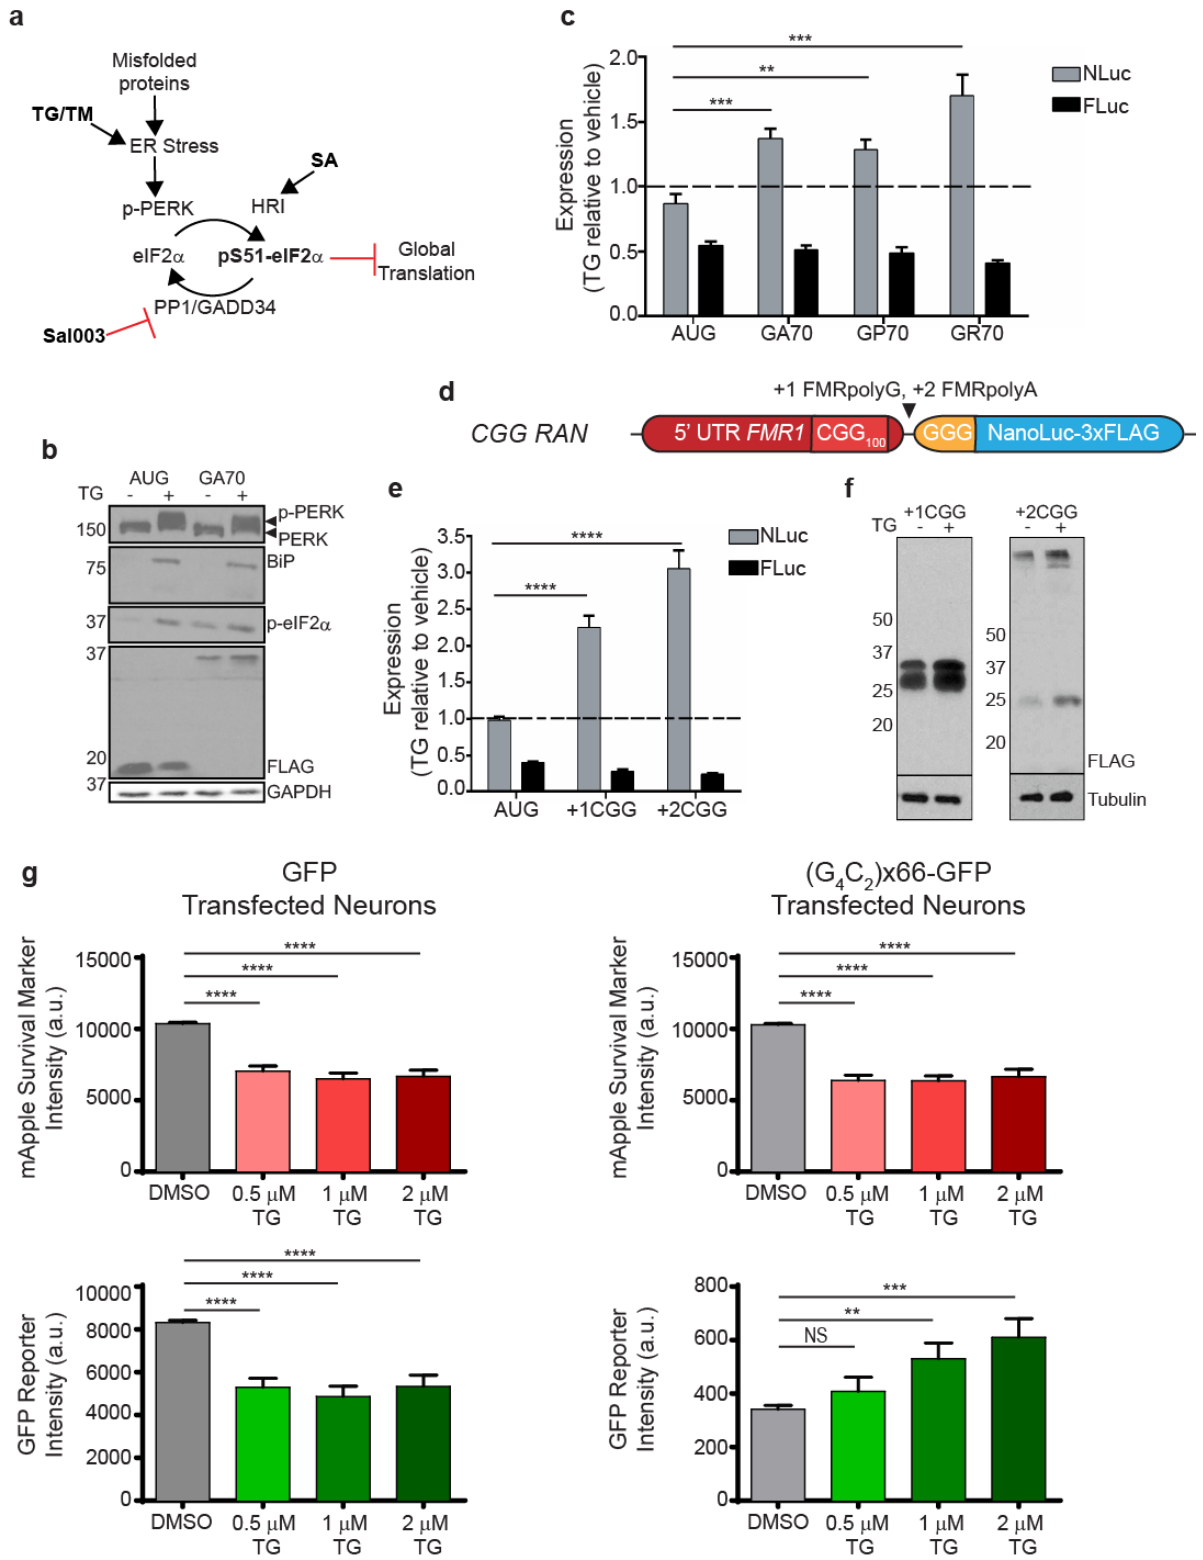 a
Misfolded
proteins
TG/TM
ER Stress
SA
p-PERK
HRI
eIF2α
pS51-eIF2α
Global
Translation
PP1/GADD34
Sal003
b
AUG GA70
TG - + - +
150
p-PERK
PERK
75
BiP
37
p-eIF2α
37
20
FLAG
37
GAPDH
c
Expression
(TG relative to vehicle)
2.0
1.5
1.0
0.5
0.0
***
**
***
NLuc
FLuc
AUG GA70 GP70 GR70
d
+1 FMRpolyG, +2 FMRpolyA
CGG RAN
5' UTR FMR1 CGG100 GGG NanoLuc-3xFLAG
e
Expression
(TG relative to vehicle)
3.5
3.0
2.5
2.0
1.5
1.0
0.5
0.0
****
****
NLuc
FLuc
AUG +1CGG +2CGG
f
+1CGG +2CGG
TG - + - +
50
37
25
20
50
37
25
20
FLAG
Tubulin
g
GFP
Transfected Neurons
mApple Survival Marker
Intensity (a.u.)
15000
10000
5000
0
****
****
****
DMSO 0.5 μM 1 μM 2 μM
TG TG TG
(G4C2)x66-GFP
Transfected Neurons
mApple Survival Marker
Intensity (a.u.)
15000
10000
5000
0
****
****
****
DMSO 0.5 μM 1 μM 2 μM
TG TG TG
GFP Reporter
Intensity (a.u.)
10000
8000
6000
4000
2000
0
****
****
****
DMSO 0.5 μM 1 μM 2 μM
TG TG TG
GFP Reporter
Intensity (a.u.)
800
600
400
200
0
***
**
NS
DMSO 0.5 μM 1 μM 2 μM
TG TG TG